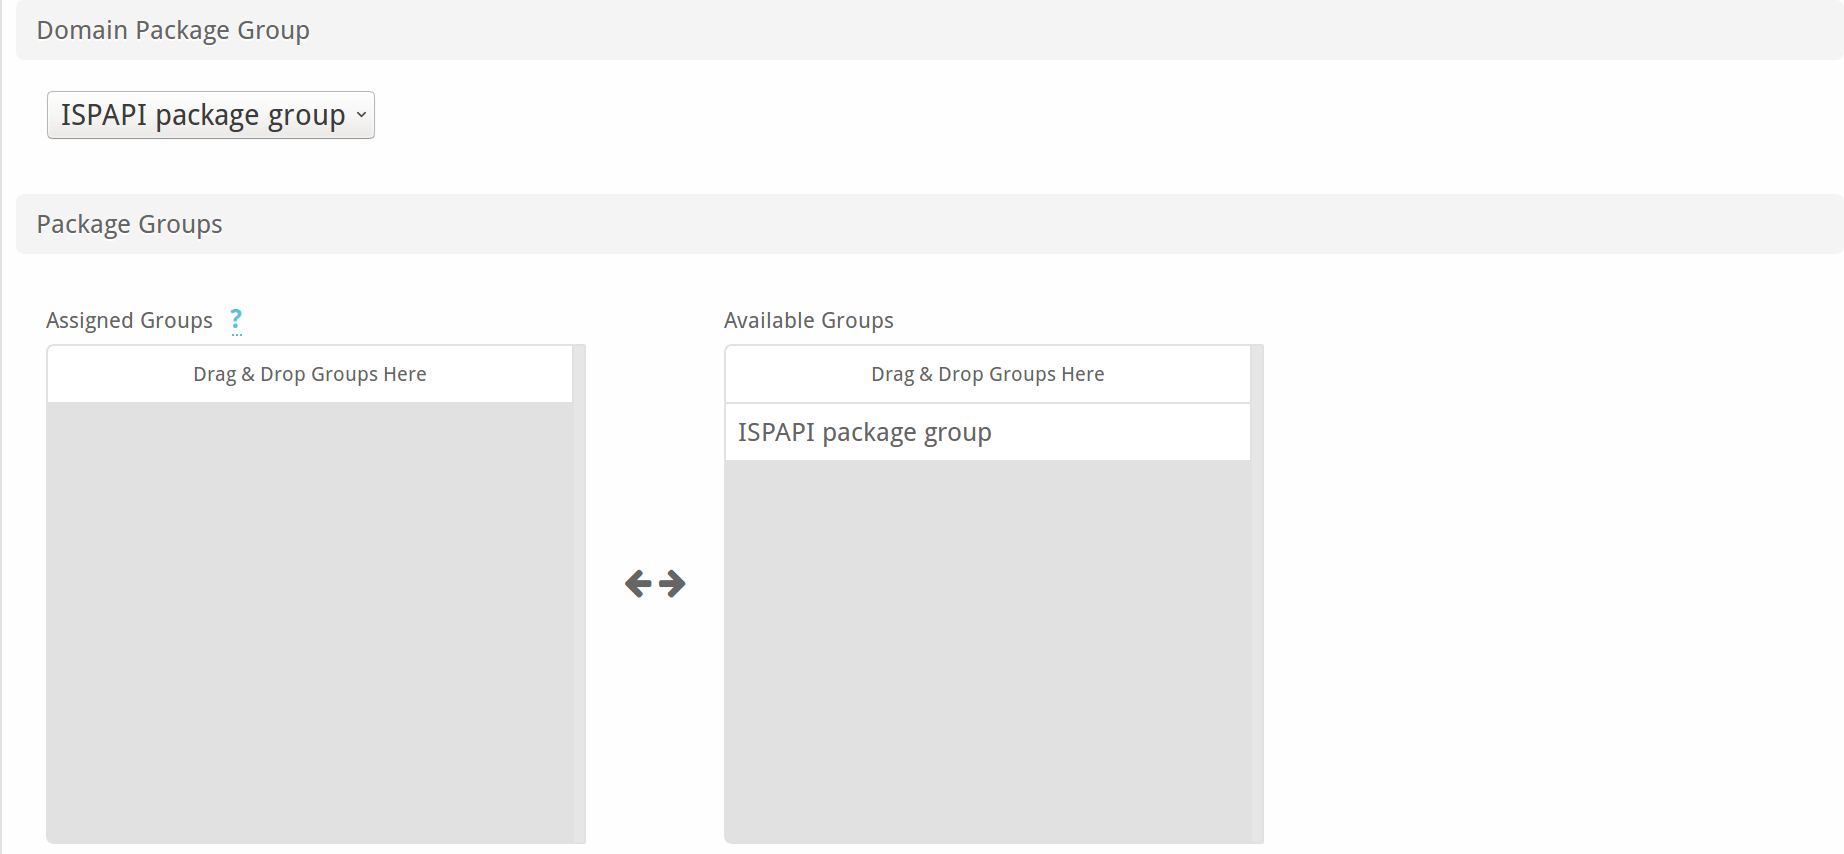 Domain Package Group
ISPAPI package group
Package Groups
Assigned Groups ?
Available Groups
Drag & Drop Groups Here
Drag & Drop Groups Here
ISPAPI package group